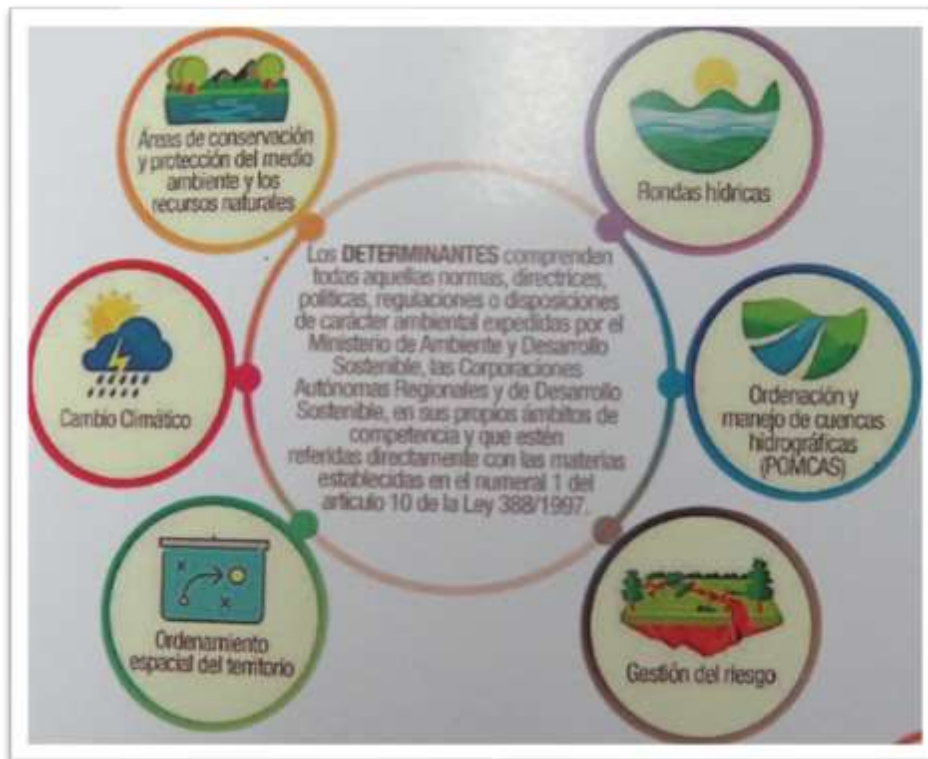 Áreas de conservación
y protección del medio
ambiente y los
recursos naturales
Rondas hídricas
Los DETERMINANTES comprenden
todas aquellas normas, directrices,
políticas, regulaciones o disposiciones
de carácter ambiental expedidas por el
Ministerio de Ambiente y Desarrollo
Sostenible, las Corporaciones
Autónomas Regionales y de Desarrollo
Sostenible, en sus propios ámbitos de
competencia y que estén
referidas directamente con las materias
establecidas en el numeral 1 del
artículo 10 de la Ley 388/1997.
Cambio Climático
Ordenación y
manejo de cuencas
hidrográficas
(POMCAS)
Ordenamiento
espacial del territorio
Gestión del riesgo